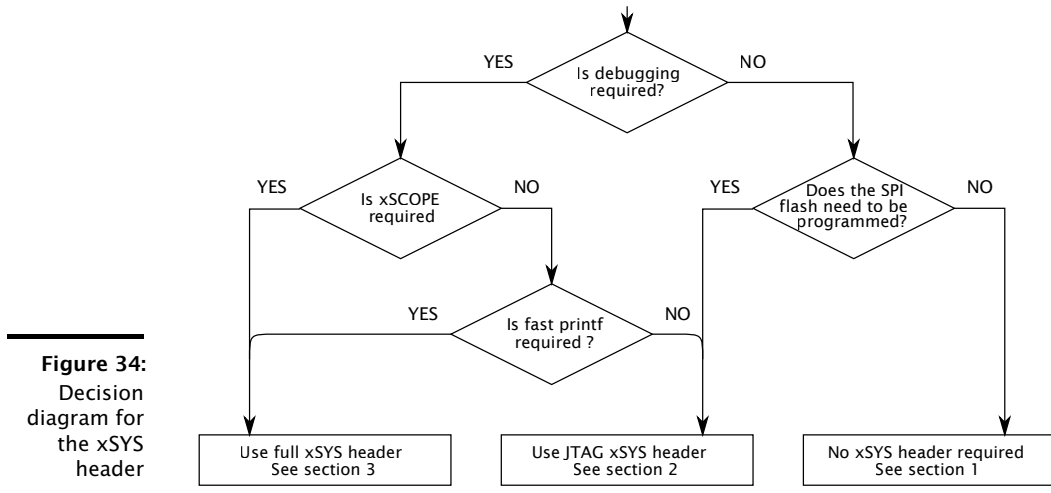 Is debugging
required?
YES
NO
Is xSCOPE
required
YES
NO
Does the SPI
flash need to be
programmed?
YES
NO
Is fast printf
required ?
YES
NO
Use full xSYS header
See section 3
Use JTAG xSYS header
See section 2
No xSYS header required
See section 1
Figure 34:
Decision
diagram for
the xSYS
header